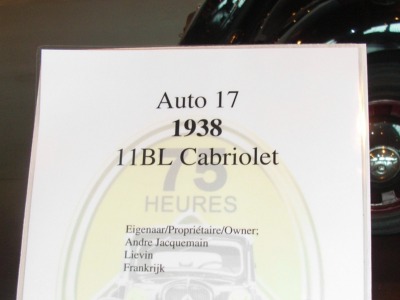 Auto 17
1938
11BL Cabriolet
75
HEURES
Eigenaar/Propriétaire/Owner;
Andre Jacquemain
Lievin
Frankrijk